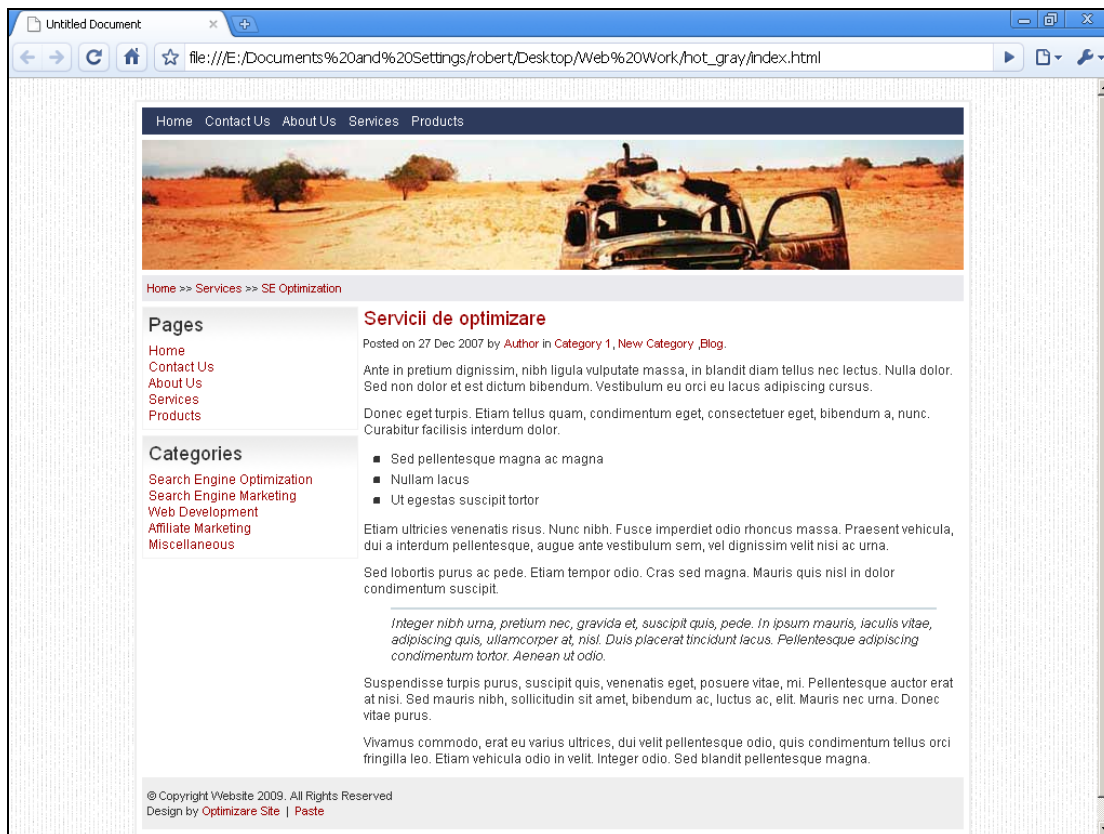 Untitled Document
file:///E:/Documents%20and%20Settings/robert/Desktop/Web%20Work/hot_gray/index.html
Home Contact Us About Us Services Products
Home >> Services >> SE Optimization
Pages
Home
Contact Us
About Us
Services
Products
Categories
Search Engine Optimization
Search Engine Marketing
Web Development
Affiliate Marketing
Miscellaneous
Servicii de optimizare
Posted on 27 Dec 2007 by Author in Category 1, New Category ,Blog.
Ante in pretium dignissim, nibh ligula vulputate massa, in blandit diam tellus nec lectus. Nulla dolor.
Sed non dolor et est dictum bibendum. Vestibulum eu orci eu lacus adipiscing cursus.
Donec eget turpis. Etiam tellus quam, condimentum eget, consectetuer eget, bibendum a, nunc.
Curabitur facilisis interdum dolor.
Sed pellentesque magna ac magna
Nullam lacus
Ut egestas suscipit tortor
Etiam ultricies venenatis risus. Nunc nibh. Fusce imperdiet odio rhoncus massa. Praesent vehicula,
dui a interdum pellentesque, augue ante vestibulum sem, vel dignissim velit nisi ac urna.
Sed lobortis purus ac pede. Etiam tempor odio. Cras sed magna. Mauris quis nisl in dolor
condimentum suscipit.
Integer nibh urna, pretium nec, gravida et, suscipit quis, pede. In ipsum mauris, iaculis vitae,
adipiscing quis, ullamcorper at, nisl. Duis placerat tincidunt lacus. Pellentesque adipiscing
condimentum tortor. Aenean ut odio.
Suspendisse turpis purus, suscipit quis, venenatis eget, posuere vitae, mi. Pellentesque auctor erat
at nisi. Sed mauris nibh, sollicitudin sit amet, bibendum ac, luctus ac, elit. Mauris nec urna. Donec
vitae purus.
Vivamus commodo, erat eu varius ultrices, dui velit pellentesque odio, quis condimentum tellus orci
fringilla leo. Etiam vehicula odio in velit. Integer odio. Sed blandit pellentesque magna.
© Copyright Website 2009. All Rights Reserved
Design by Optimizare Site | Paste